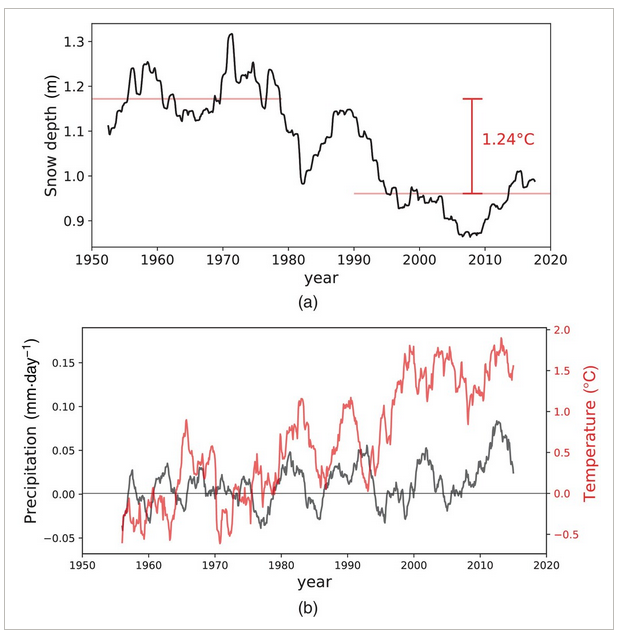 1.3
1.2
1.1
1.0
0.9
Snow depth (m)
1.24°C
1950 1960 1970 1980 1990 2000 2010 2020
year
(a)
0.15
0.10
0.05
0.00
−0.05
Precipitation (mm·day⁻¹)
2.0
1.5
1.0
0.5
0.0
−0.5
Temperature (°C)
1950 1960 1970 1980 1990 2000 2010 2020
year
(b)